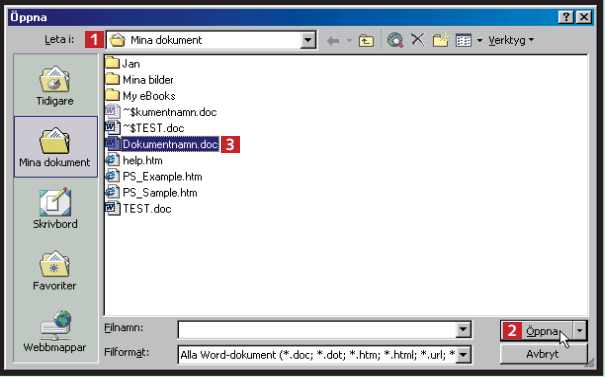 Öppna
Leta i: 1 Mina dokument Verktyg
Tidigare
Mina dokument
Skrivbord
Favoriter
Webbmappar
Jan
Mina bilder
My eBooks
~$kumentnamn.doc
~$TEST.doc
Dokumentnamn.doc 3
help.htm
PS_Example.htm
PS_Sample.htm
TEST.doc
Filnamn:
2 Öppna
Filformat: Alla Word-dokument (*.doc; *.dot; *.htm; *.html; *.url; *
Avbryt